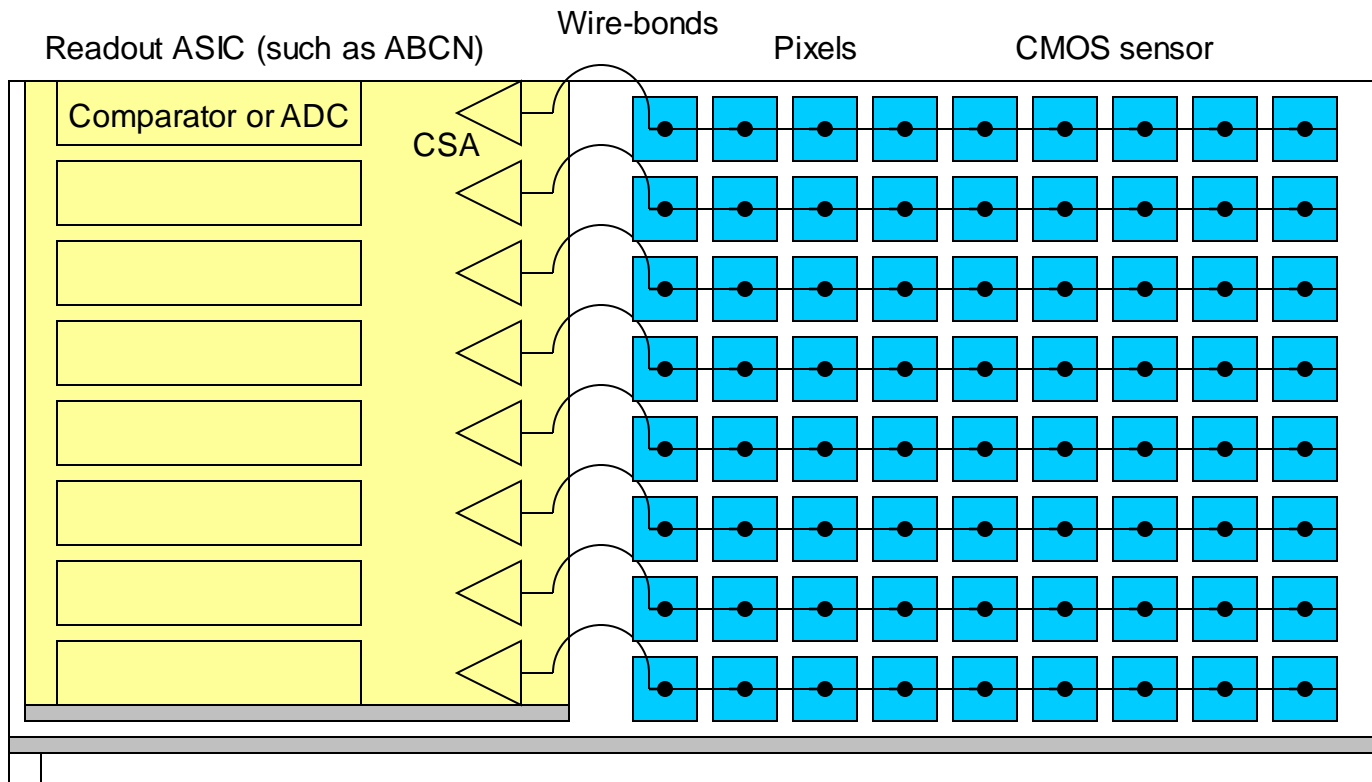 Wire-bonds
Readout ASIC (such as ABCN)
Pixels
CMOS sensor
Comparator or ADC
CSA